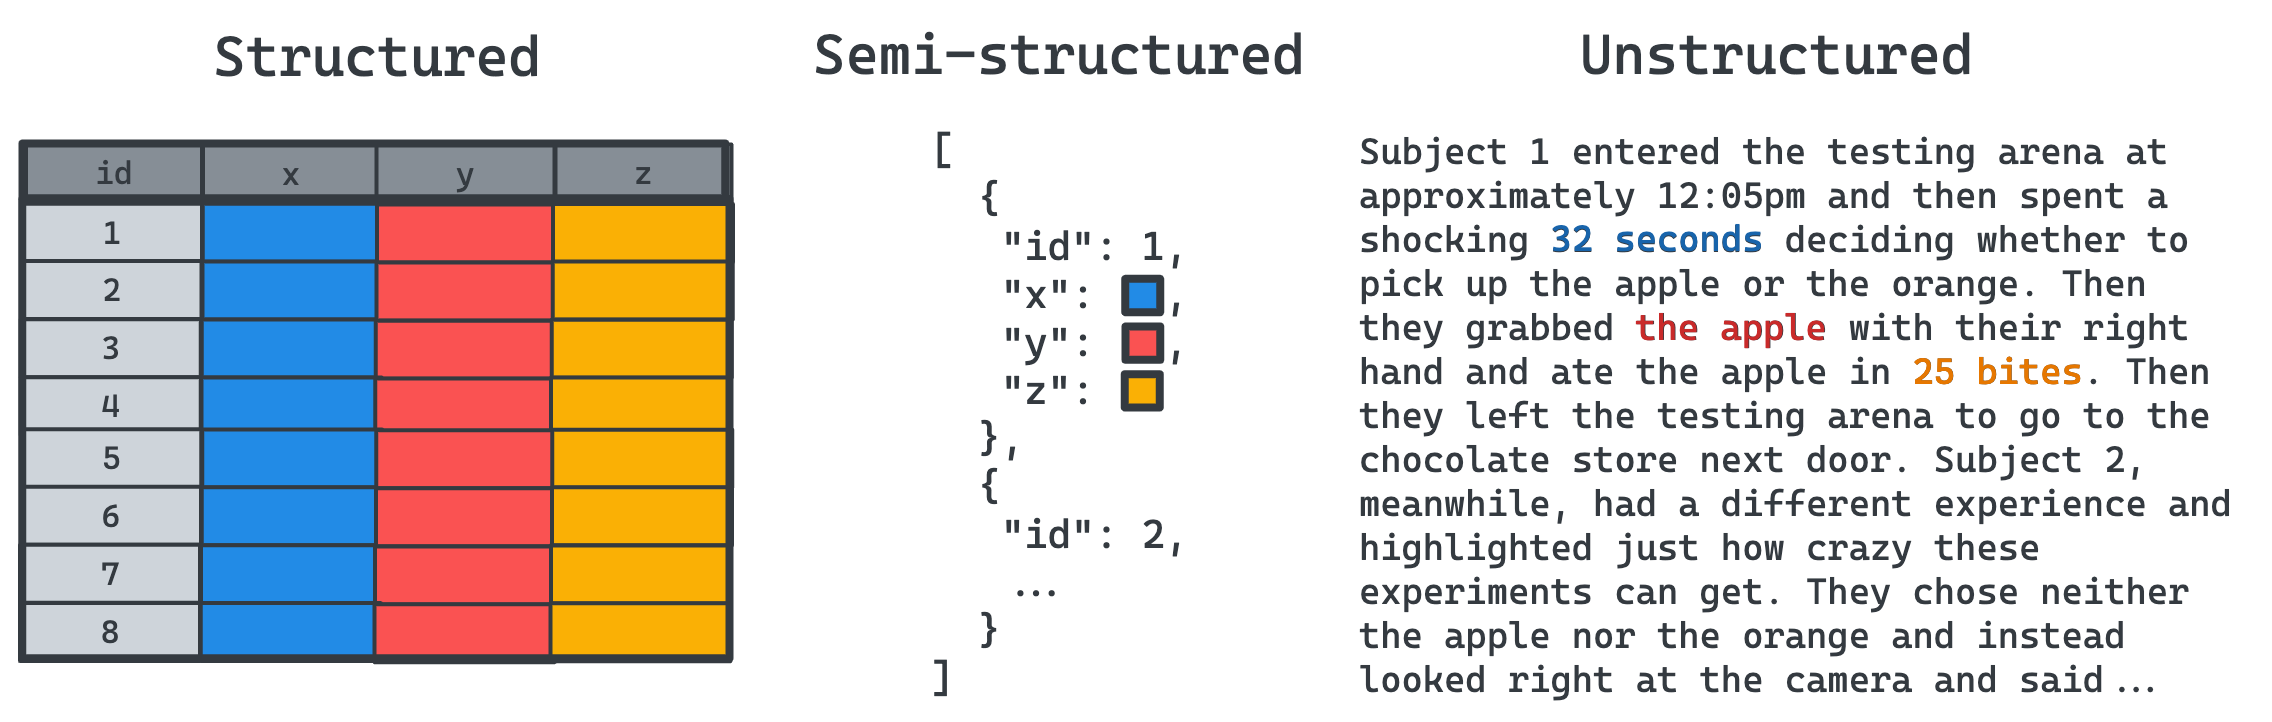 Structured
id x y z
1
2
3
4
5
6
7
8
Semi-structured
[
{
"id": 1,
"x": ,
"y": ,
"z":
},
{
"id": 2,
...
}
]
Unstructured
Subject 1 entered the testing arena at
approximately 12:05pm and then spent a
shocking 32 seconds deciding whether to
pick up the apple or the orange. Then
they grabbed the apple with their right
hand and ate the apple in 25 bites. Then
they left the testing arena to go to the
chocolate store next door. Subject 2,
meanwhile, had a different experience and
highlighted just how crazy these
experiments can get. They chose neither
the apple nor the orange and instead
looked right at the camera and said...